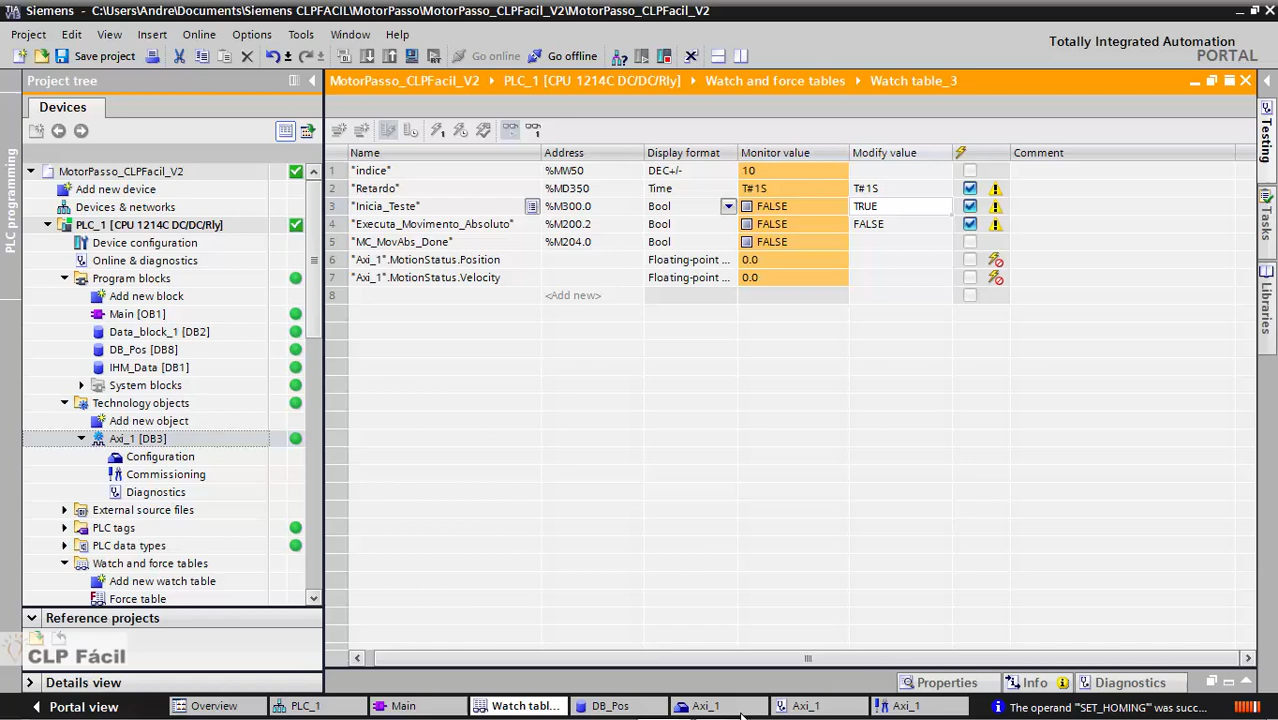 Siemens - C:\Users\Andre\Documents\Siemens CLPFACIL\MotorPasso\MotorPasso_CLPFacil_V2\MotorPasso_CLPFacil_V2
Project Edit View Insert Online Options Tools Window Help
Totally Integrated Automation
PORTAL
Save project Go online Go offline
Project tree
MotorPasso_CLPFacil_V2 PLC_1 [CPU 1214C DC/DC/Rly] Watch and force tables Watch table_3
Devices
PLC programming
Testing
Tasks
Libraries
Name Address Display format Monitor value Modify value Comment
1 "indice" %MW50 DEC+/- 10
2 "Retardo" %MD350 Time T#1S T#1S
3 "Inicia_Teste" %M500.0 Bool FALSE TRUE
4 "Executa_Movimento_Absoluto" %M200.2 Bool FALSE FALSE
5 "MC_MovAbs_Done" %M204.0 Bool FALSE
6 "Axi_1".MotionStatus.Position Floating-point ... 0.0
7 "Axi_1".MotionStatus.Velocity Floating-point ... 0.0
8 <Add new>
MotorPasso_CLPFacil_V2
Add new device
Devices & networks
PLC_1 [CPU 1214C DC/DC/Rly]
Device configuration
Online & diagnostics
Program blocks
Add new block
Main [OB1]
Data_block_1 [DB2]
DB_Pos [DB8]
IHM_Data [DB1]
System blocks
Technology objects
Add new object
Axi_1 [DB3]
Configuration
Commissioning
Diagnostics
External source files
PLC tags
PLC data types
Watch and force tables
Add new watch table
Force table
Reference projects
CLP Fácil
Details view
Properties Info Diagnostics
Portal view Overview PLC_1 Main Watch tabl... DB_Pos Axi_1 Axi_1 Axi_1 The operand "SET_HOMING" was succ...